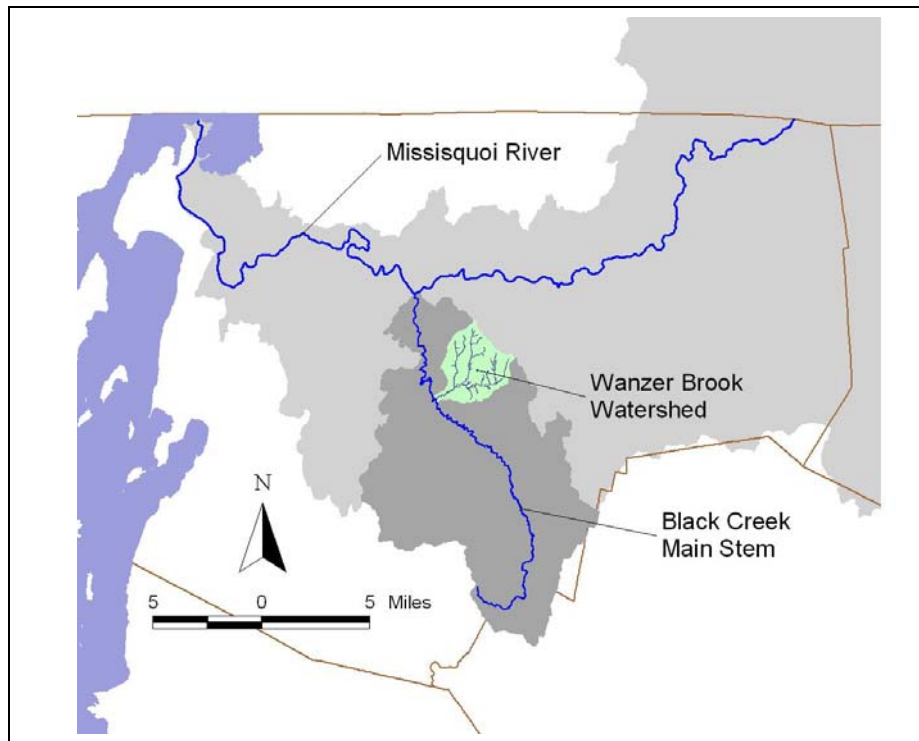 Missisquoi River
Wanzer Brook
Watershed
N
Black Creek
Main Stem
5 0 5 Miles